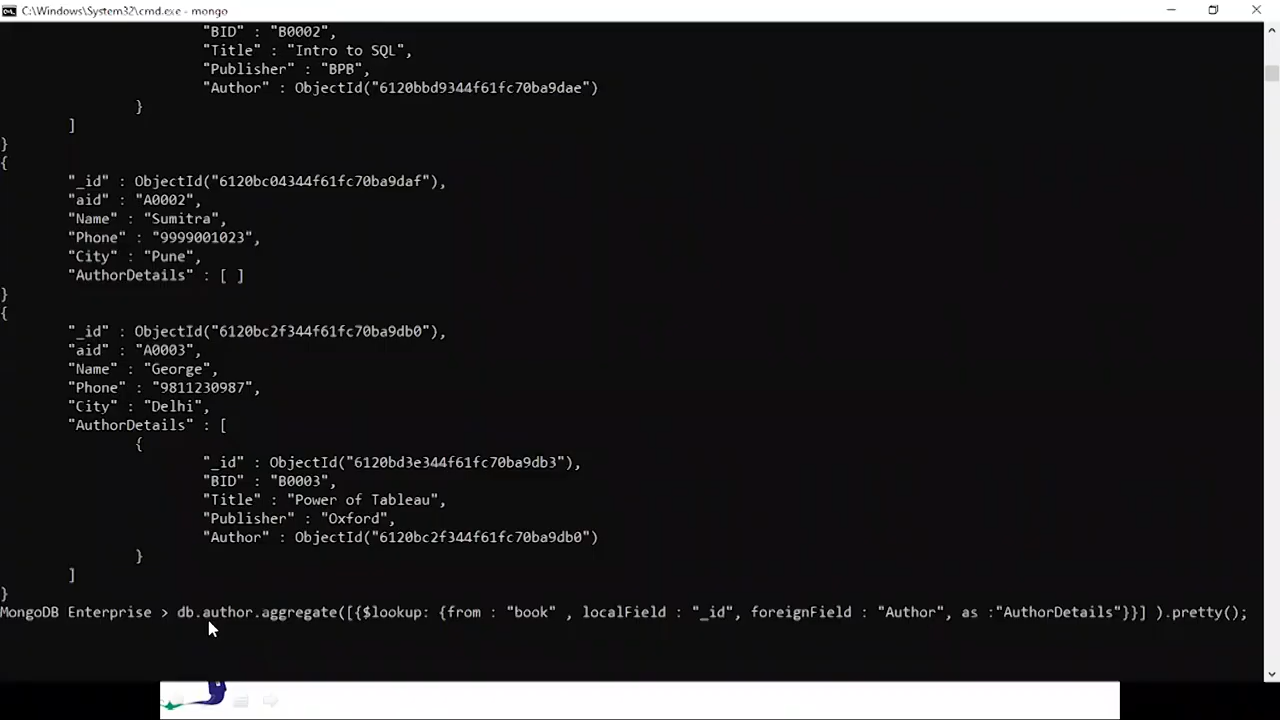 C:\Windows\System32\cmd.exe - mongo
"BID" : "B0002",
"Title" : "Intro to SQL",
"Publisher" : "BPB",
"Author" : ObjectId("6120bbd9344f61fc70ba9dae")
}
]
}
{
"_id" : ObjectId("6120bc04344f61fc70ba9daf"),
"aid" : "A0002",
"Name" : "Sumitra",
"Phone" : "9999001023",
"City" : "Pune",
"AuthorDetails" : [ ]
}
{
"_id" : ObjectId("6120bc2f344f61fc70ba9db0"),
"aid" : "A0003",
"Name" : "George",
"Phone" : "9811230987",
"City" : "Delhi",
"AuthorDetails" : [
{
"_id" : ObjectId("6120bd3e344f61fc70ba9db3"),
"BID" : "B0003",
"Title" : "Power of Tableau",
"Publisher" : "Oxford",
"Author" : ObjectId("6120bc2f344f61fc70ba9db0")
}
]
}
MongoDB Enterprise > db.author.aggregate([{$lookup: {from : "book" , localField : "_id", foreignField : "Author", as :"AuthorDetails"}}] ).pretty();